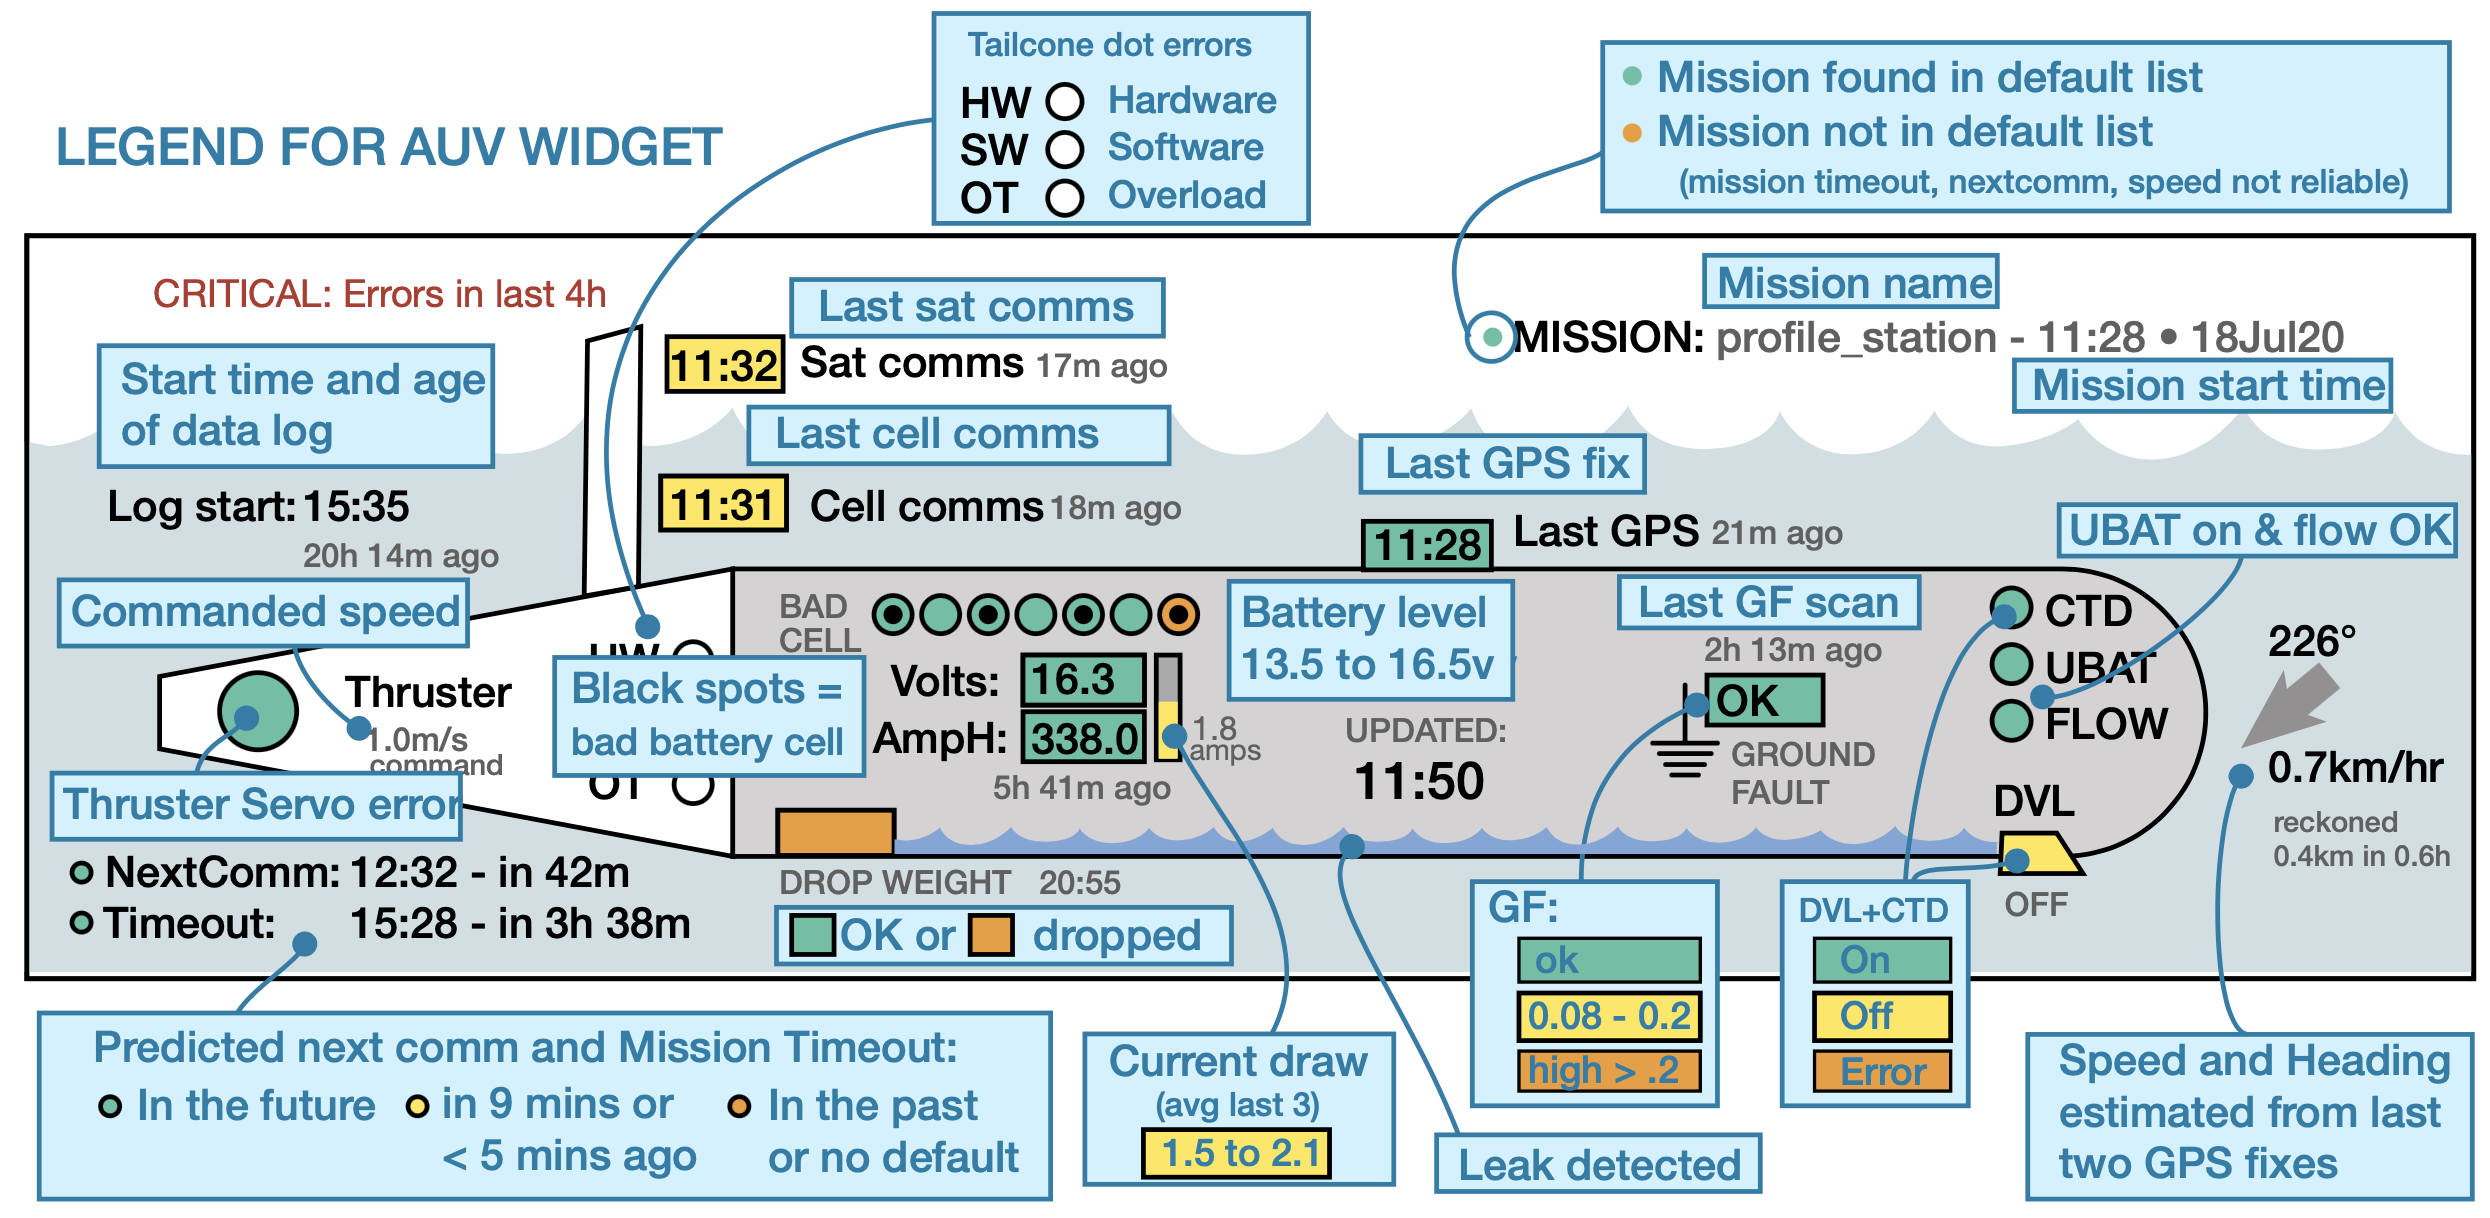 Tailcone dot errors
HW Hardware
SW Software
OT Overload
Mission found in default list
Mission not in default list
(mission timeout, nextcomm, speed not reliable)
LEGEND FOR AUV WIDGET
CRITICAL: Errors in last 4h
Last sat comms
11:32 Sat comms 17m ago
Mission name
MISSION: profile_station - 11:28 • 18Jul20
Mission start time
Start time and age
of data log
Last cell comms
11:31 Cell comms 18m ago
Last GPS fix
11:28 Last GPS 21m ago
UBAT on & flow OK
Log start: 15:35
20h 14m ago
Commanded speed
Thruster
1.0m/s
command
Thruster Servo error
HW
OT
Black spots =
bad battery cell
BAD
CELL
Volts: 16.3
AmpH: 338.0
1.8
amps
5h 41m ago
Battery level
13.5 to 16.5v
UPDATED:
11:50
Last GF scan
2h 13m ago
OK
GROUND
FAULT
CTD
UBAT
FLOW
DVL
OFF
226°
0.7km/hr
reckoned
0.4km in 0.6h
NextComm: 12:32 - in 42m
Timeout: 15:28 - in 3h 38m
DROP WEIGHT 20:55
OK or dropped
GF:
ok
0.08 - 0.2
high > .2
DVL+CTD
On
Off
Error
Predicted next comm and Mission Timeout:
In the future
in 9 mins or
< 5 mins ago
In the past
or no default
Current draw
(avg last 3)
1.5 to 2.1
Leak detected
Speed and Heading
estimated from last
two GPS fixes